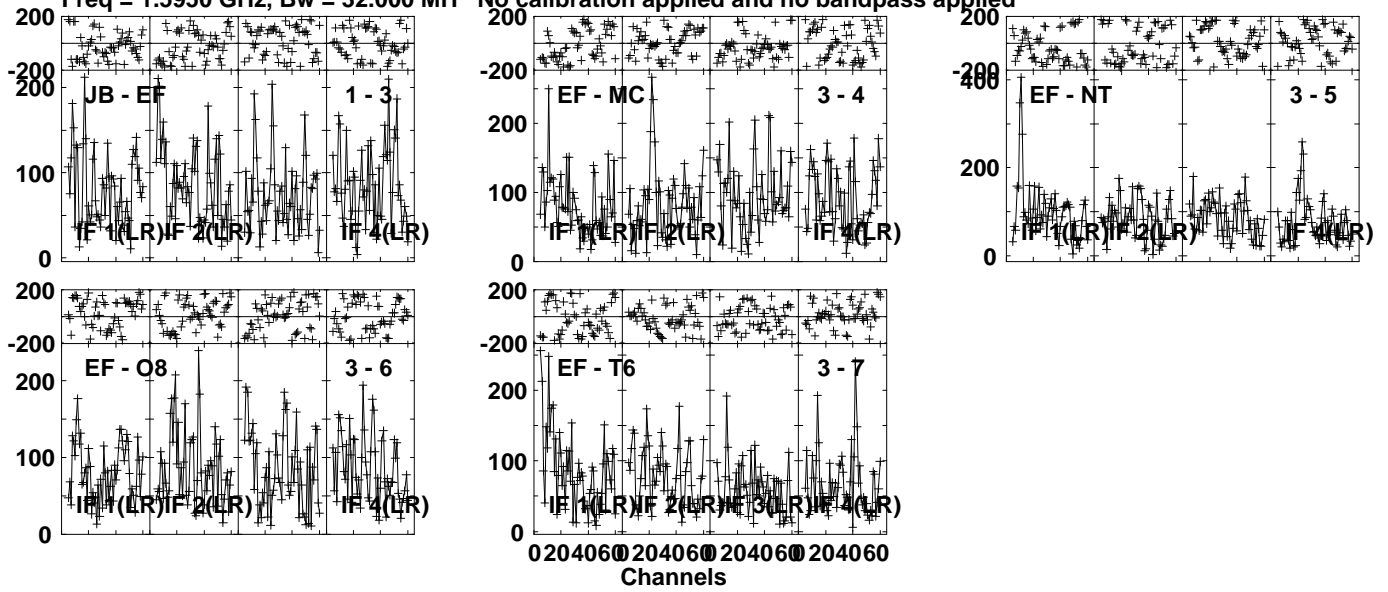 Freq = 1.5950 GHz, Bw = 32.000 MH No calibration applied and no bandpass applied
200 200 200
-200 -200 -200
200 JB - EF 1 - 3 EF - MC 3 - 4 400 EF - NT 3 - 5
200 200
100 100
IF 1(LR) IF 2(LR) IF 4(LR) IF 1(LR) IF 2(LR) IF 4(LR) IF 1(LR) IF 2(LR) IF 4(LR)
0 0 0
200 200
-200 -200
EF - O8 3 - 6 EF - T6 3 - 7
200 200
100 100
IF 1(LR) IF 2(LR) IF 4(LR) IF 1(LR) IF 2(LR) IF 3(LR) IF 4(LR)
0 0
0 20 40 60 0 20 40 60 0 20 40 60 0 20 40 60
Channels